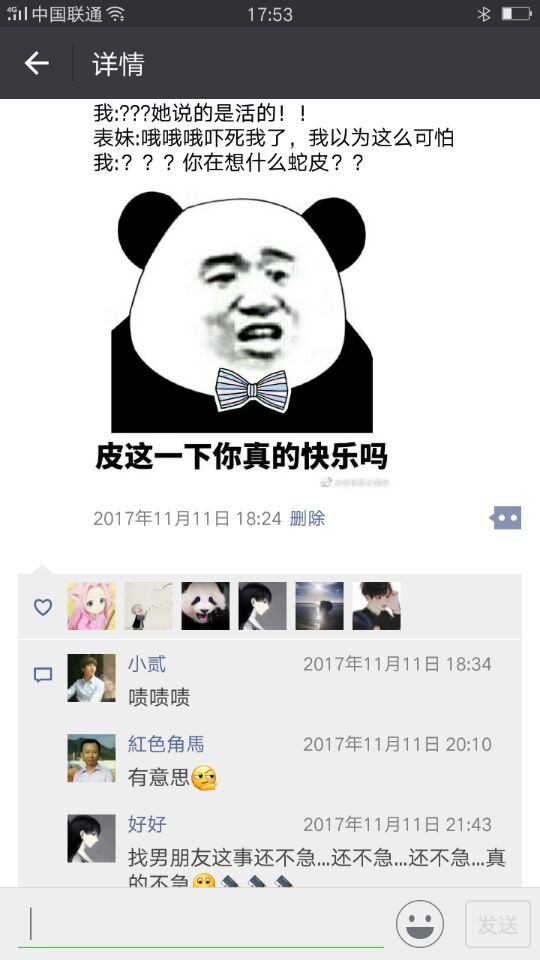 4G 中国联通 17:53
详情
我:???她说的是活的！！
表妹:哦哦哦吓死我了，我以为这么可怕
我:？？？你在想什么蛇皮？？
皮这一下你真的快乐吗
2017年11月11日 18:24 删除
小贰 2017年11月11日 18:34
啧啧啧
紅色角馬 2017年11月11日 20:10
有意思
好好 2017年11月11日 21:43
找男朋友这事还不急...还不急...还不急...真
的不急
发送